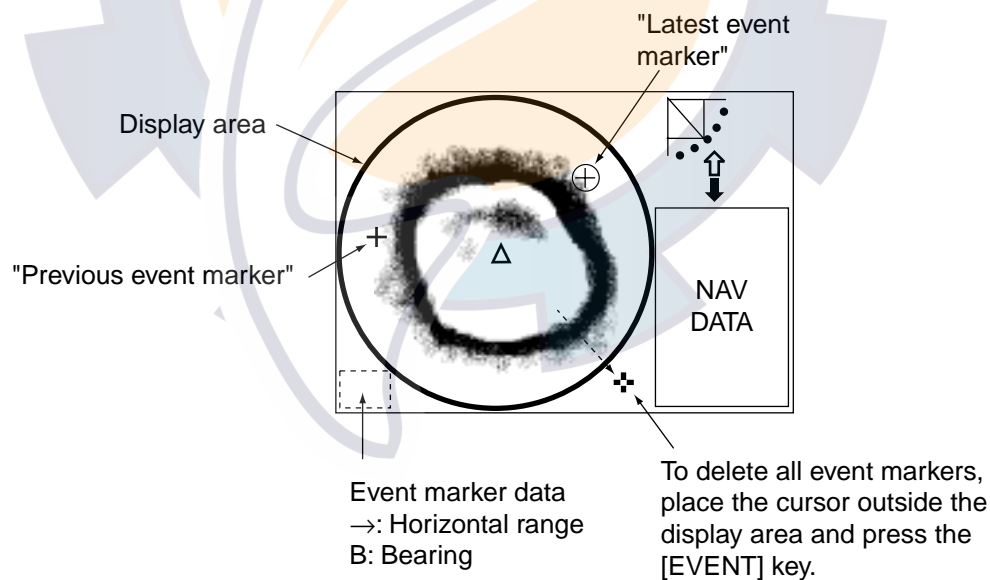 "Latest event
marker"
Display area
"Previous event marker"
NAV
DATA
Event marker data
→: Horizontal range
B: Bearing
To delete all event markers,
place the cursor outside the
display area and press the
[EVENT] key.